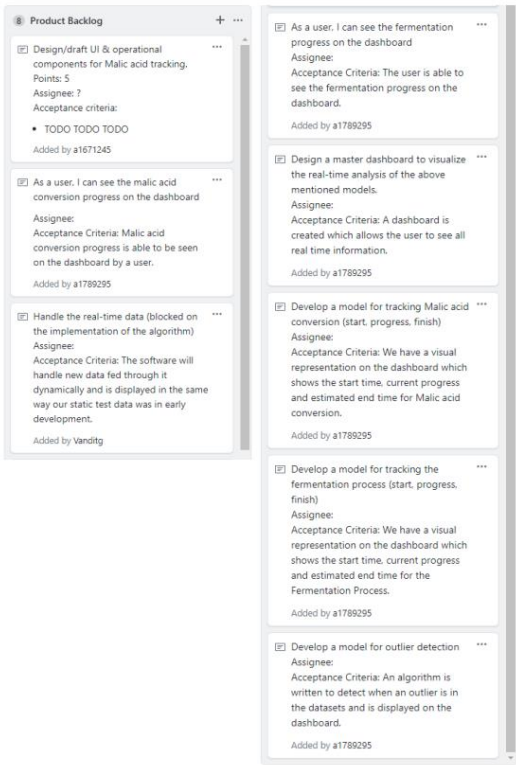 8 Product Backlog
Design/draft UI & operational
components for Malic acid tracking.
Points: 5
Assignee: ?
Acceptance criteria:
• TODO TODO TODO
Added by a1671245
As a user, I can see the malic acid
conversion progress on the dashboard
Assignee:
Acceptance Criteria: Malic acid
conversion progress is able to be seen
on the dashboard by a user.
Added by a1789295
Handle the real-time data (blocked on
the implementation of the algorithm)
Assignee:
Acceptance Criteria: The software will
handle new data fed through it
dynamically and is displayed in the same
way our static test data was in early
development.
Added by Vanditg
As a user, I can see the fermentation
progress on the dashboard
Assignee:
Acceptance Criteria: The user is able to
see the fermentation progress on the
dashboard.
Added by a1789295
Design a master dashboard to visualize
the real-time analysis of the above
mentioned models.
Assignee:
Acceptance Criteria: A dashboard is
created which allows the user to see all
real time information.
Added by a1789295
Develop a model for tracking Malic acid
conversion (start, progress, finish)
Assignee:
Acceptance Criteria: We have a visual
representation on the dashboard which
shows the start time, current progress
and estimated end time for Malic acid
conversion.
Added by a1789295
Develop a model for tracking the
fermentation process (start, progress,
finish)
Assignee:
Acceptance Criteria: We have a visual
representation on the dashboard which
shows the start time, current progress
and estimated end time for the
Fermentation Process.
Added by a1789295
Develop a model for outlier detection
Assignee:
Acceptance Criteria: An algorithm is
written to detect when an outlier is in
the datasets and is displayed on the
dashboard.
Added by a1789295